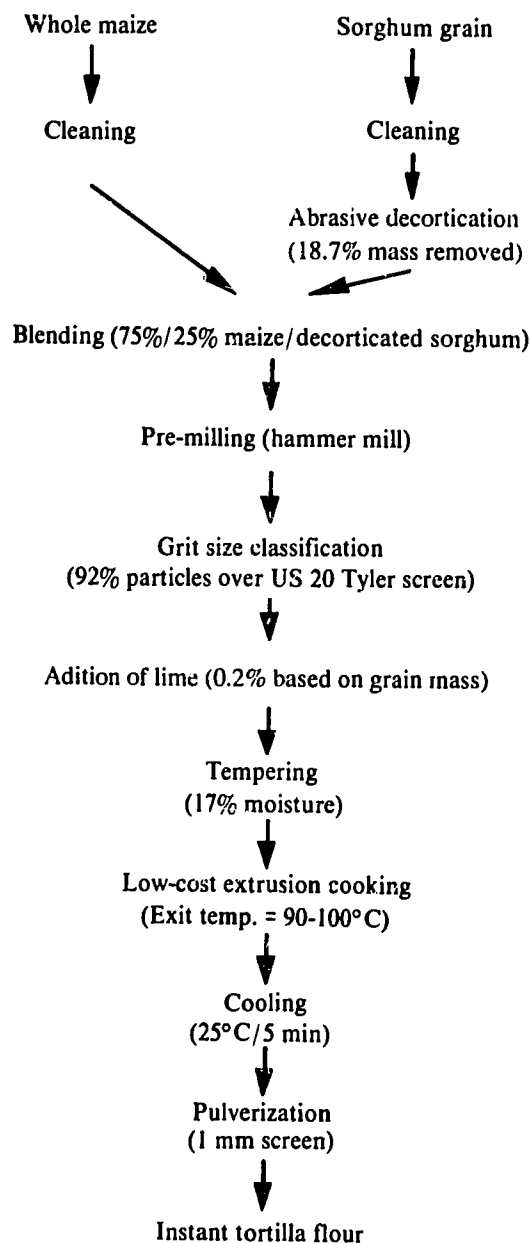 Whole maize
Sorghum grain
Cleaning
Cleaning
Abrasive decortication
(18.7% mass removed)
Blending (75%/25% maize/decorticated sorghum)
Pre-milling (hammer mill)
Grit size classification
(92% particles over US 20 Tyler screen)
Adition of lime (0.2% based on grain mass)
Tempering
(17% moisture)
Low-cost extrusion cooking
(Exit temp. = 90-100°C)
Cooling
(25°C/5 min)
Pulverization
(1 mm screen)
Instant tortilla flour